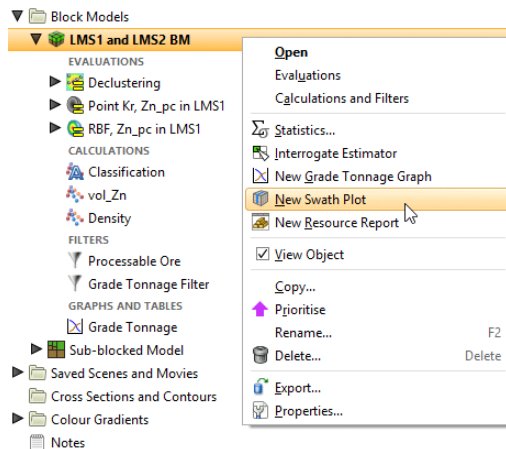 Block Models
LMS1 and LMS2 BM
EVALUATIONS
Declustering
Point Kr, Zn_pc in LMS1
RBF, Zn_pc in LMS1
CALCULATIONS
Classification
vol_Zn
Density
FILTERS
Processable Ore
Grade Tonnage Filter
GRAPHS AND TABLES
Grade Tonnage
Sub-blocked Model
Saved Scenes and Movies
Cross Sections and Contours
Colour Gradients
Notes
Open
Evaluations
Calculations and Filters
Statistics...
Interrogate Estimator
New Grade Tonnage Graph
New Swath Plot
New Resource Report
View Object
Copy...
Prioritise
Rename... F2
Delete... Delete
Export...
Properties...